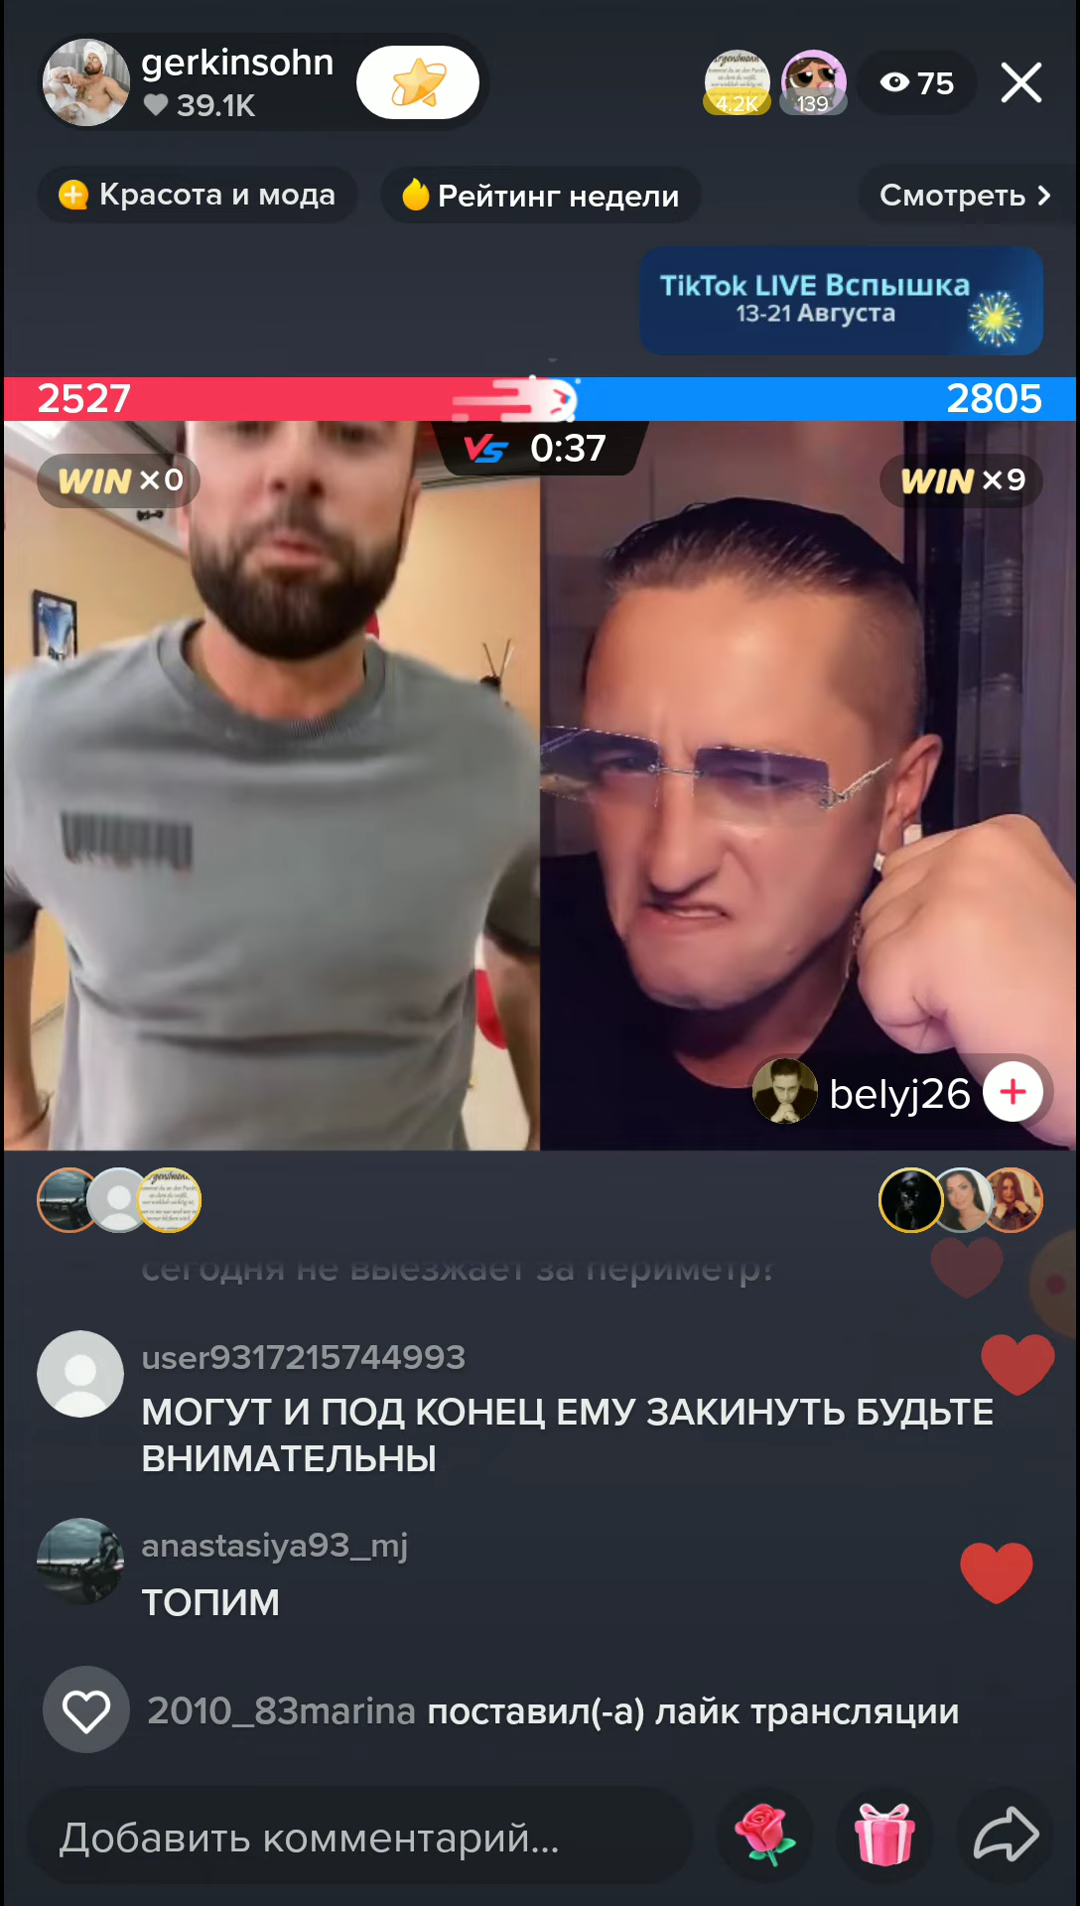 gerkinsohn
39.1K
4.2K
139
75
Красота и мода
Рейтинг недели
Смотреть
TikTok LIVE Вспышка
13-21 Августа
2527
2805
VS 0:37
WIN ×0
WIN ×9
belyj26
сегодня не выезжает за периметр?
user9317215744993
МОГУТ И ПОД КОНЕЦ ЕМУ ЗАКИНУТЬ БУДЬТЕ
ВНИМАТЕЛЬНЫ
anastasiya93_mj
ТОПИМ
2010_83marina поставил(-а) лайк трансляции
Добавить комментарий...